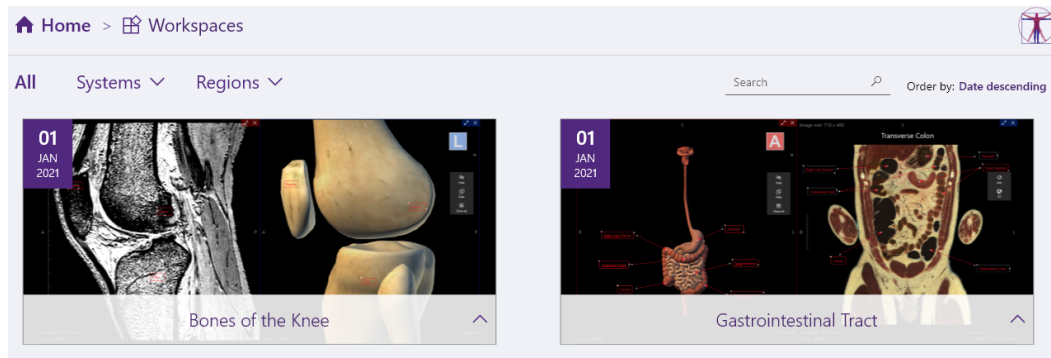 Home > Workspaces
All Systems Regions Search Order by: Date descending
01
JAN
2021
L
Bones of the Knee
01
JAN
2021
A
Transverse Colon
Gastrointestinal Tract